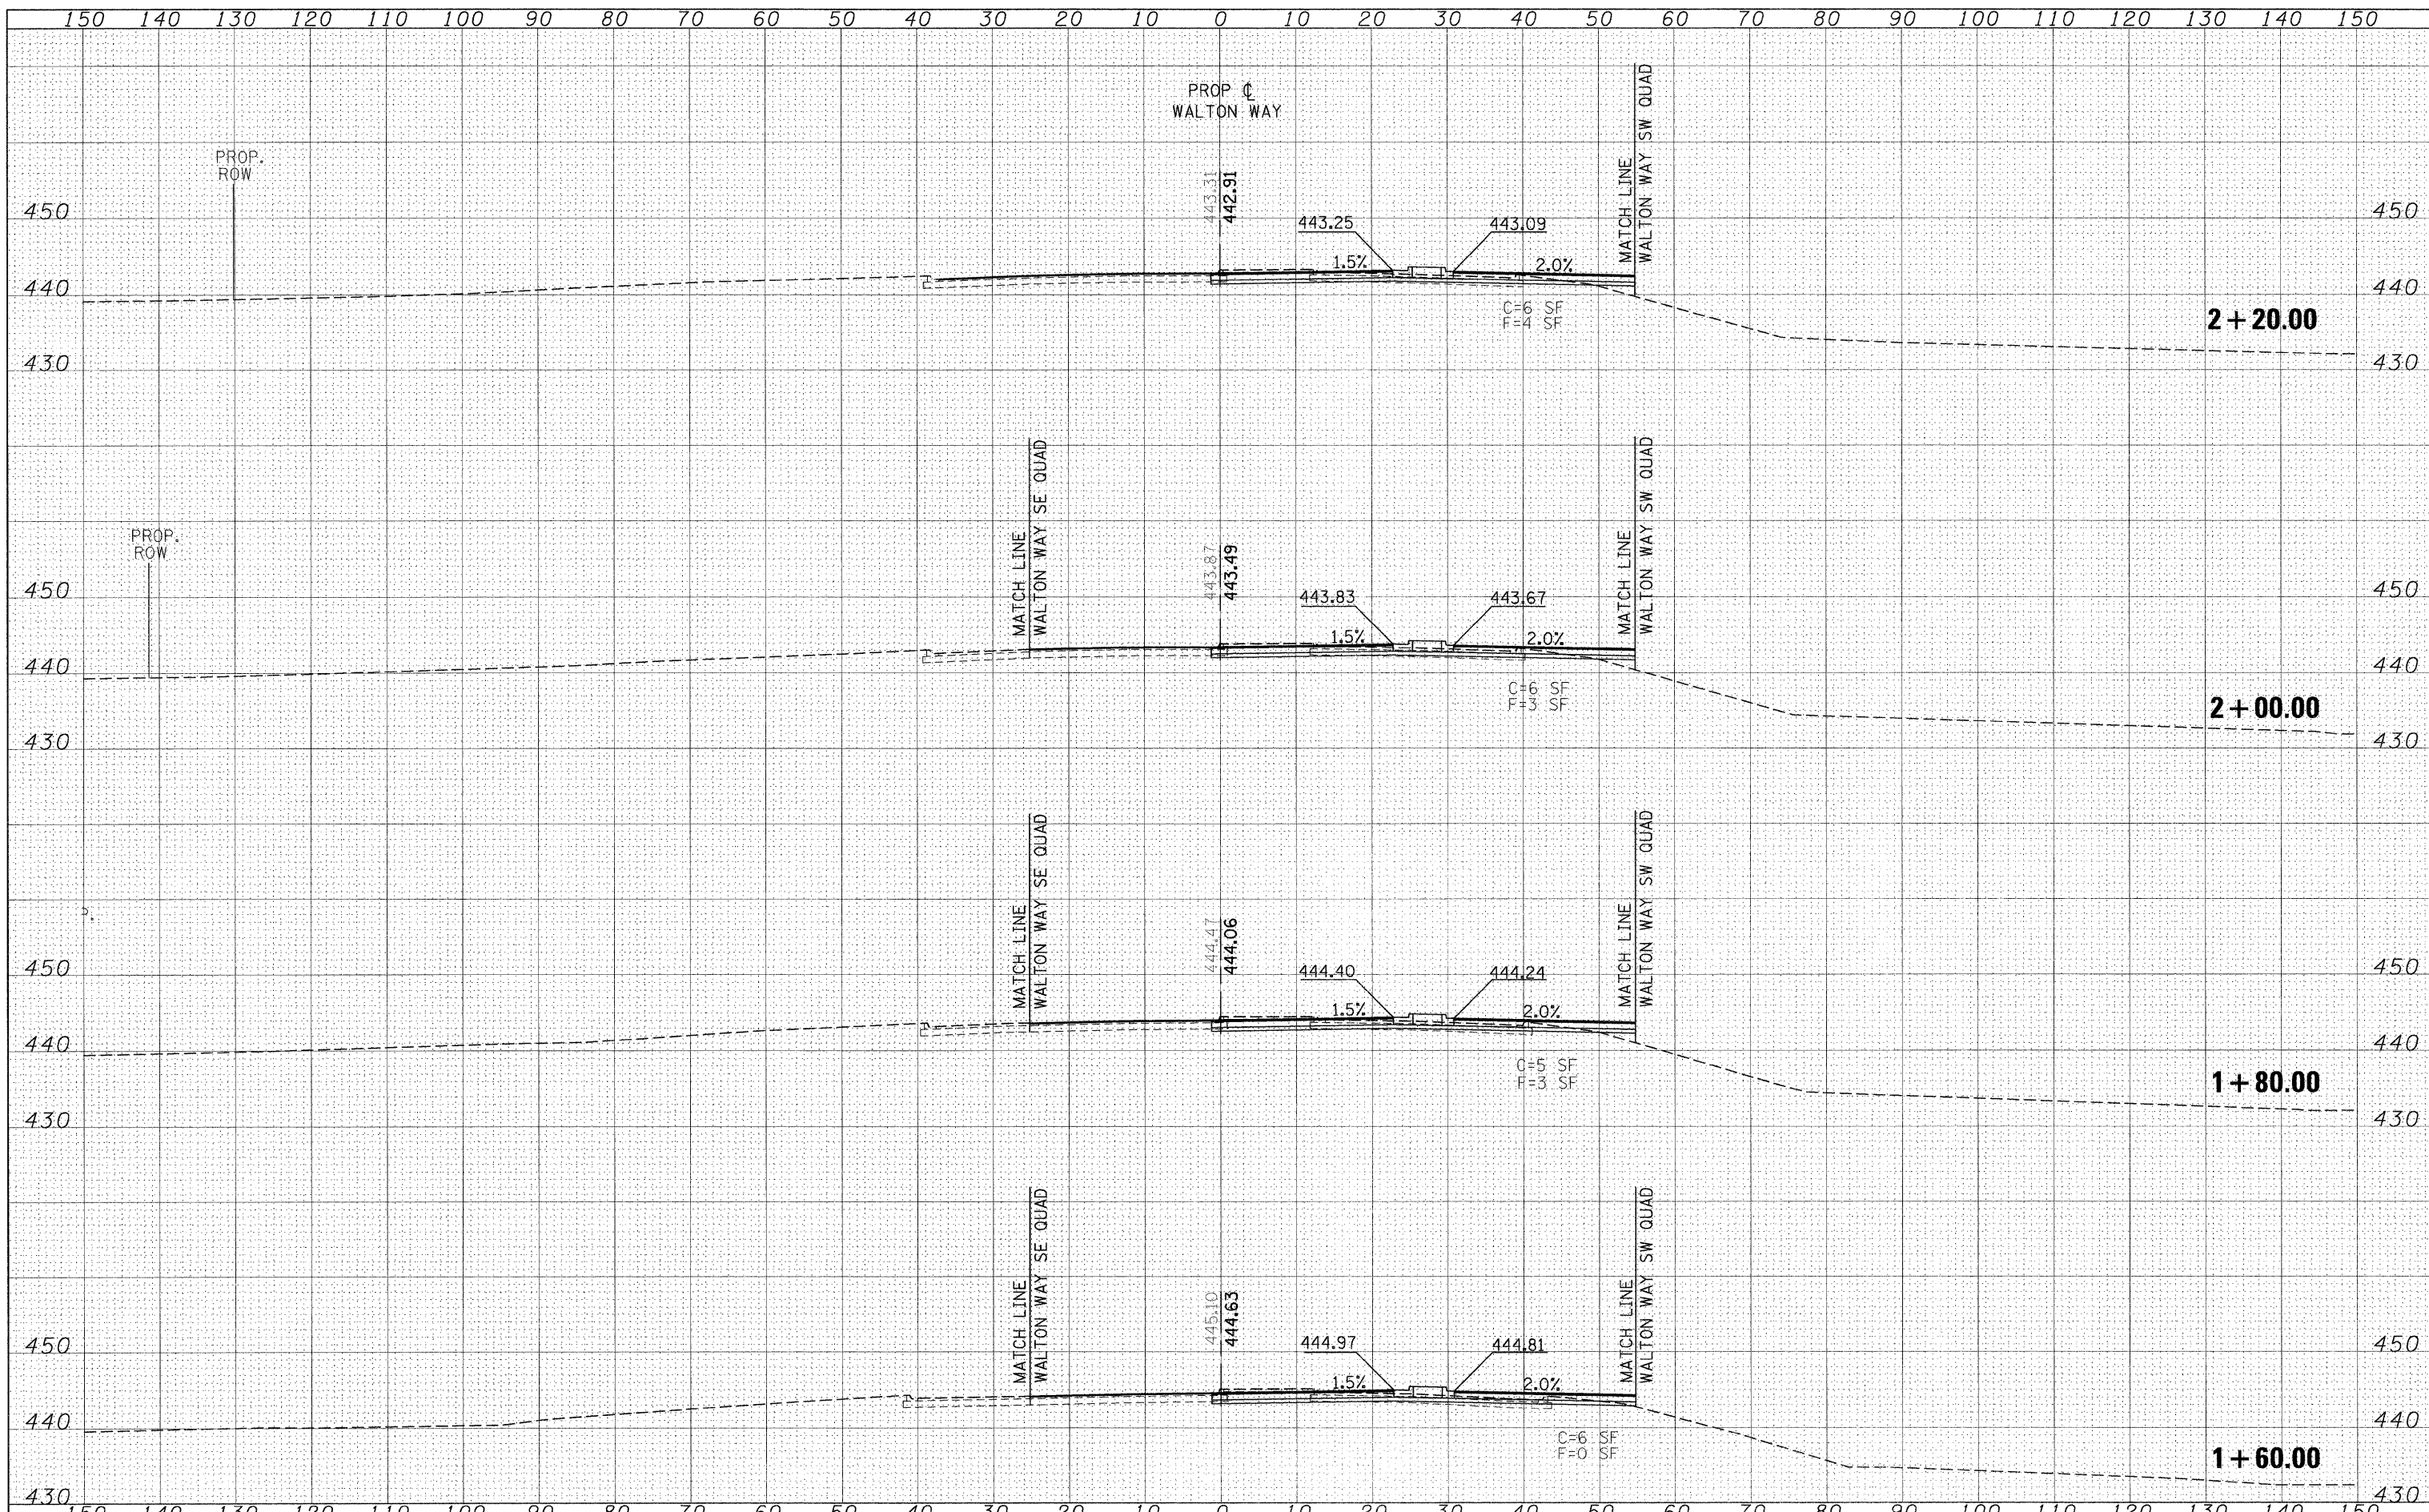 150 140 130 120 110 100 90 80 70 60 50 40 30 20 10 0 10 20 30 40 50 60 70 80 90 100 110 120 130 140 150
PROP ℄
WALTON WAY
PROP.
ROW
443.31
442.91
443.25
443.09
1.5%
2.0%
MATCH LINE
WALTON WAY SW QUAD
450
450
440
440
C=6 SF
F=4 SF
2+20.00
430
430
PROP.
ROW
MATCH LINE
WALTON WAY SE QUAD
443.87
443.49
443.83
443.67
1.5%
2.0%
MATCH LINE
WALTON WAY SW QUAD
450
450
440
440
C=6 SF
F=3 SF
2+00.00
430
430
MATCH LINE
WALTON WAY SE QUAD
444.47
444.06
444.40
444.24
1.5%
2.0%
MATCH LINE
WALTON WAY SW QUAD
450
450
440
440
C=5 SF
F=3 SF
1+80.00
430
430
MATCH LINE
WALTON WAY SE QUAD
445.10
444.63
444.97
444.81
1.5%
2.0%
MATCH LINE
WALTON WAY SW QUAD
450
450
440
440
C=6 SF
F=0 SF
1+60.00
430
430
150 140 130 120 110 100 90 80 70 60 50 40 30 20 10 0 10 20 30 40 50 60 70 80 90 100 110 120 130 140 150